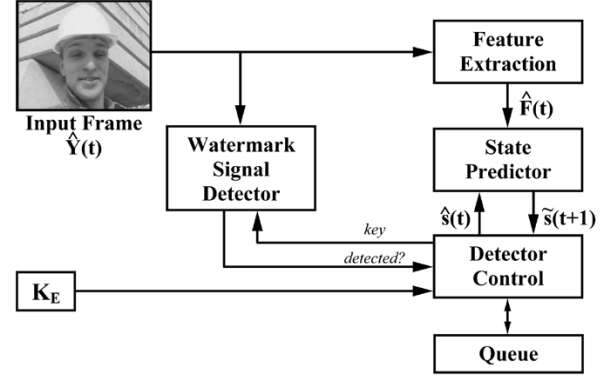 Feature
Extraction
F̂(t)
Input Frame
Ŷ(t)
Watermark
Signal
Detector
State
Predictor
ŝ(t)
s̃(t+1)
key
detected?
Detector
Control
K_E
Queue